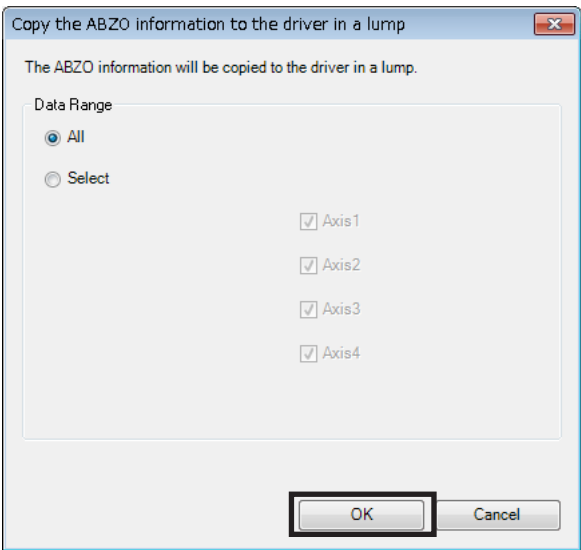 Copy the ABZO information to the driver in a lump
The ABZO information will be copied to the driver in a lump.
Data Range
All
Select
Axis1
Axis2
Axis3
Axis4
OK
Cancel